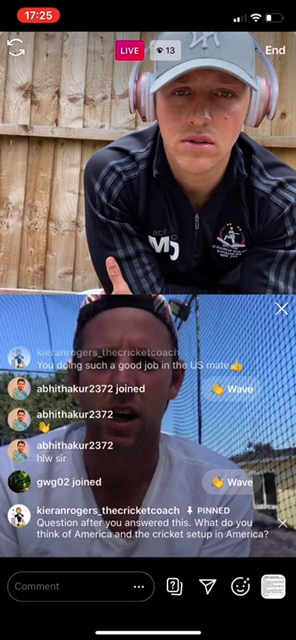 17:25
LIVE 13 End
kieranrogers_thecricketcoach
You doing such a good job in the US mate👍
abhithakur2372 joined 👋 Wave
abhithakur2372
👋
abhithakur2372
hlw sir
gwg02 joined 👋 Wave
kieranrogers_thecricketcoach PINNED
Question after you answered this. What do you
think of America and the cricket setup in America?
Comment